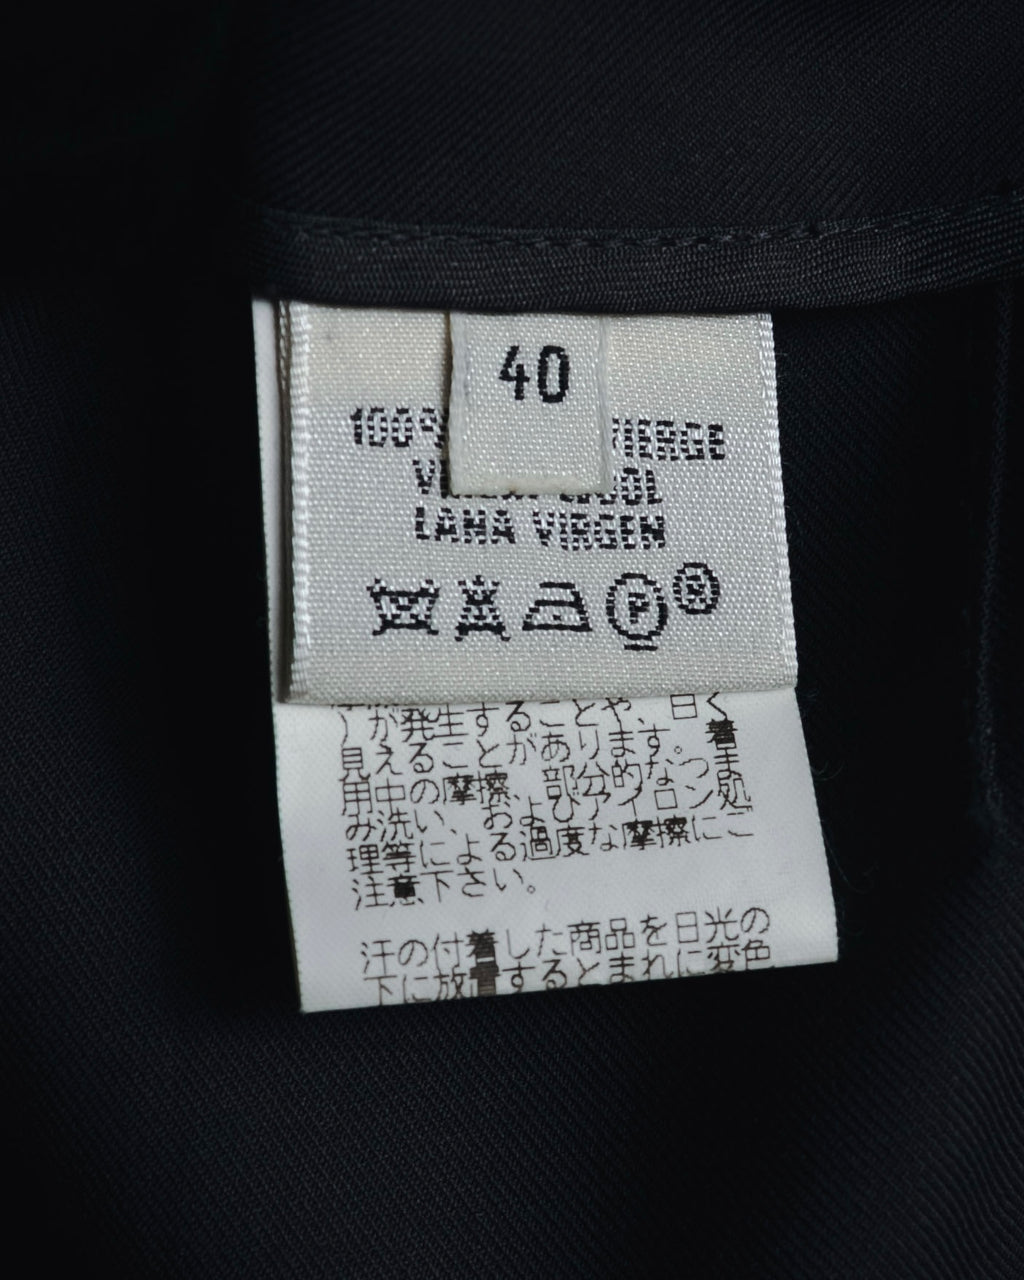 40
100%
VIERGE
WOOL
LANA VIRGEN
P R
が発生することや、白く
見えることがあります。着
用中の摩擦、部分的なつま
み洗い、およびアイロン処
理等による過度な摩擦にご
注意下さい。
汗の付着した商品を日光の
下に放置するとまれに変色